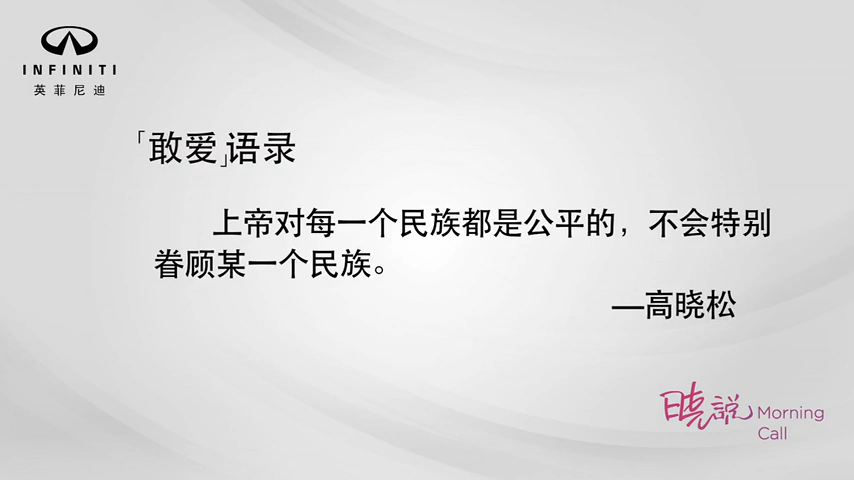 INFINITI
英菲尼迪
「敢爱」语录
上帝对每一个民族都是公平的，不会特别
眷顾某一个民族。
—高晓松
晓説 Morning
Call